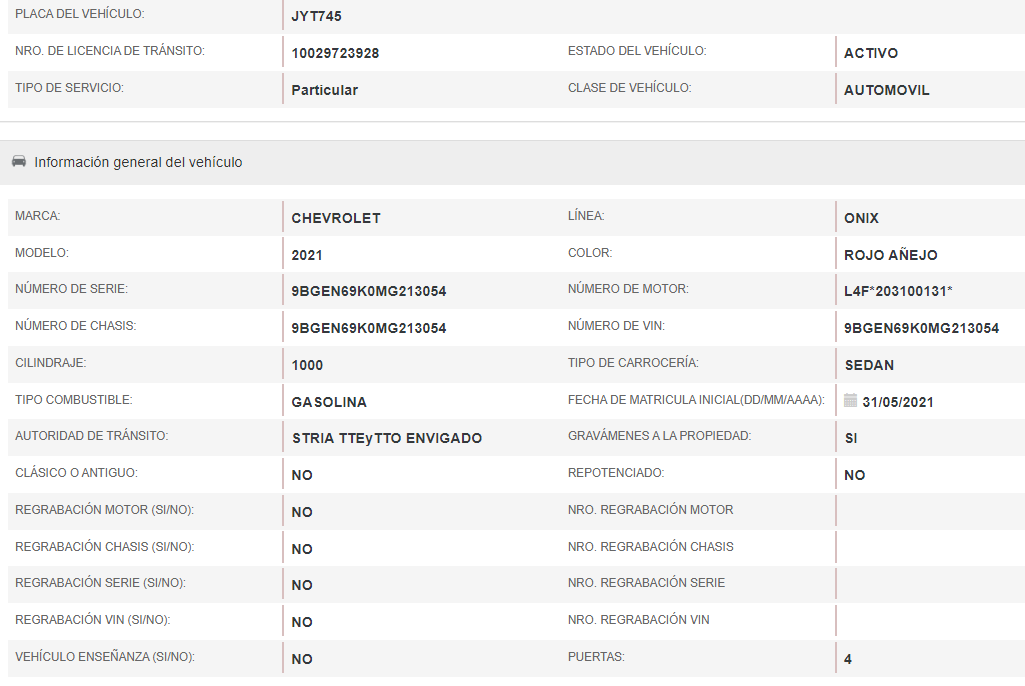 PLACA DEL VEHÍCULO: JYT745
NRO. DE LICENCIA DE TRÁNSITO: 10029723928 ESTADO DEL VEHÍCULO: ACTIVO
TIPO DE SERVICIO: Particular CLASE DE VEHÍCULO: AUTOMOVIL
Información general del vehículo
MARCA: CHEVROLET LÍNEA: ONIX
MODELO: 2021 COLOR: ROJO AÑEJO
NÚMERO DE SERIE: 9BGEN69K0MG213054 NÚMERO DE MOTOR: L4F*203100131*
NÚMERO DE CHASIS: 9BGEN69K0MG213054 NÚMERO DE VIN: 9BGEN69K0MG213054
CILINDRAJE: 1000 TIPO DE CARROCERÍA: SEDAN
TIPO COMBUSTIBLE: GASOLINA FECHA DE MATRICULA INICIAL(DD/MM/AAAA): 31/05/2021
AUTORIDAD DE TRÁNSITO: STRIA TTEyTTO ENVIGADO GRAVÁMENES A LA PROPIEDAD: SI
CLÁSICO O ANTIGUO: NO REPOTENCIADO: NO
REGRABACIÓN MOTOR (SI/NO): NO NRO. REGRABACIÓN MOTOR
REGRABACIÓN CHASIS (SI/NO): NO NRO. REGRABACIÓN CHASIS
REGRABACIÓN SERIE (SI/NO): NO NRO. REGRABACIÓN SERIE
REGRABACIÓN VIN (SI/NO): NO NRO. REGRABACIÓN VIN
VEHÍCULO ENSEÑANZA (SI/NO): NO PUERTAS: 4